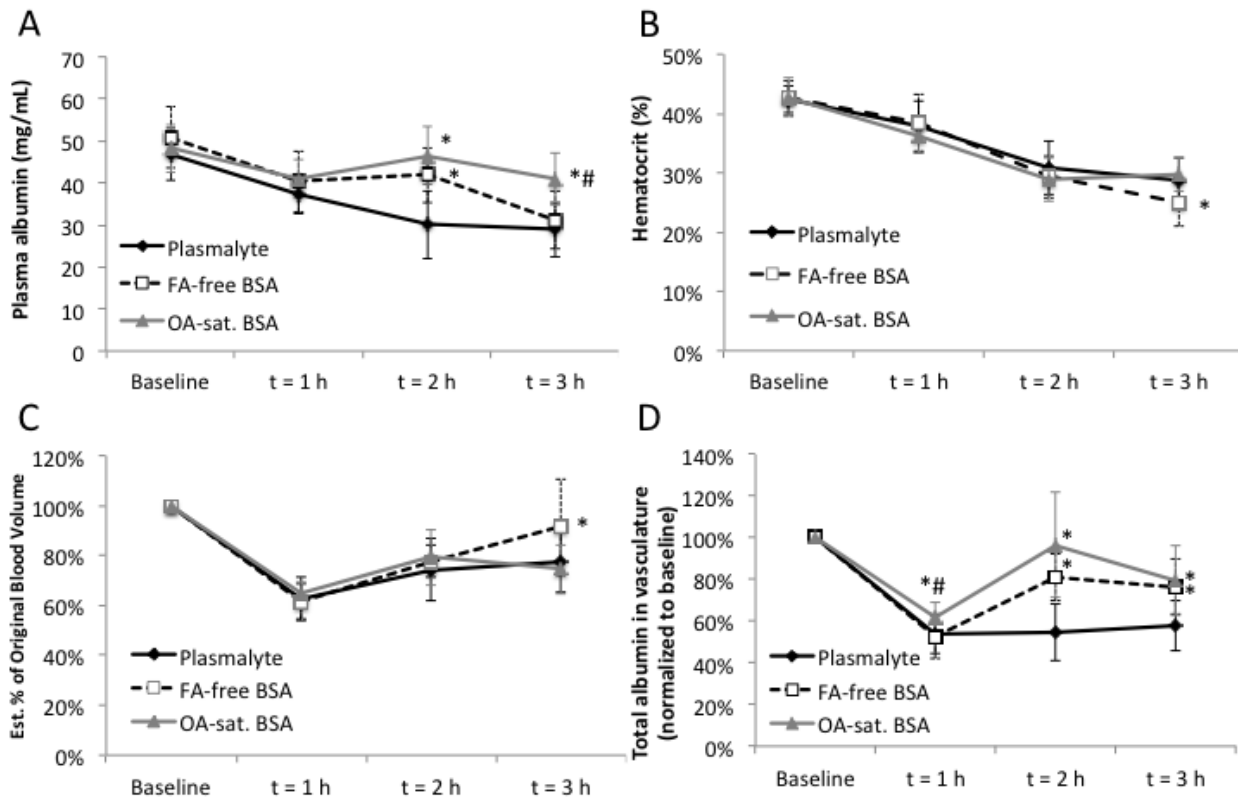 A
Plasma albumin (mg/mL)
70
60
50
40
30
20
10
0
*
*
*#
Plasmalyte
FA-free BSA
OA-sat. BSA
Baseline
t = 1 h
t = 2 h
t = 3 h
B
Hematocrit (%)
50%
40%
30%
20%
10%
0%
*
Plasmalyte
FA-free BSA
OA-sat. BSA
Baseline
t = 1 h
t = 2 h
t = 3 h
C
Est. % of Original Blood Volume
120%
100%
80%
60%
40%
20%
0%
*
Plasmalyte
FA-free BSA
OA-sat. BSA
Baseline
t = 1 h
t = 2 h
t = 3 h
D
Total albumin in vasculature
(normalized to baseline)
140%
120%
100%
80%
60%
40%
20%
0%
*#
*
*
*
*
Plasmalyte
FA-free BSA
OA-sat. BSA
Baseline
t = 1 h
t = 2 h
t = 3 h